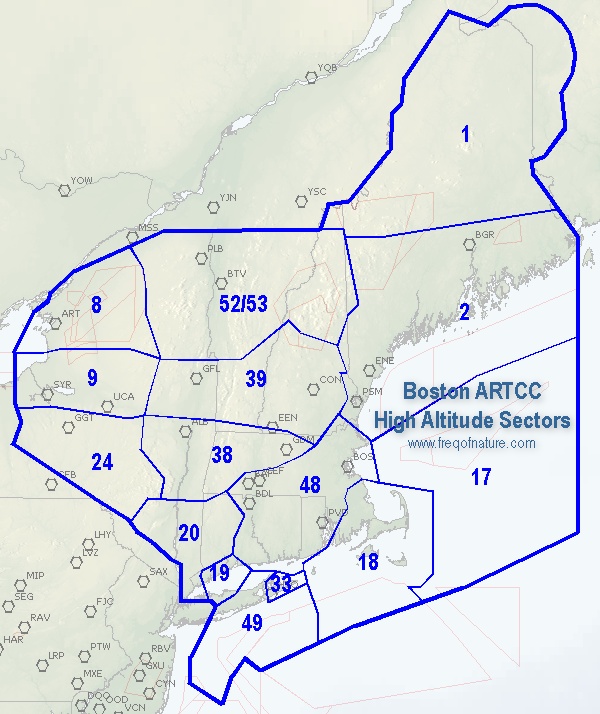 YQB
1
YOW
YSC
YJN
MSS
BGR
PLB
BTV
52/53
8
2
ART
ENE
9
GFL
39
CON
SYR
UCA
PSM
Boston ARTCC
High Altitude Sectors
www.freqofnature.com
GGT
ALB
EEN
GDM
24
38
48
BOS
17
CEF
BDL
PVD
20
LHY
LVZ
18
MIP
SAX
19
33
SEG
FJC
RAV
49
HAR
LRP
PTW
RBV
GXU
MXE
CYN
DQO
OOD
VCN